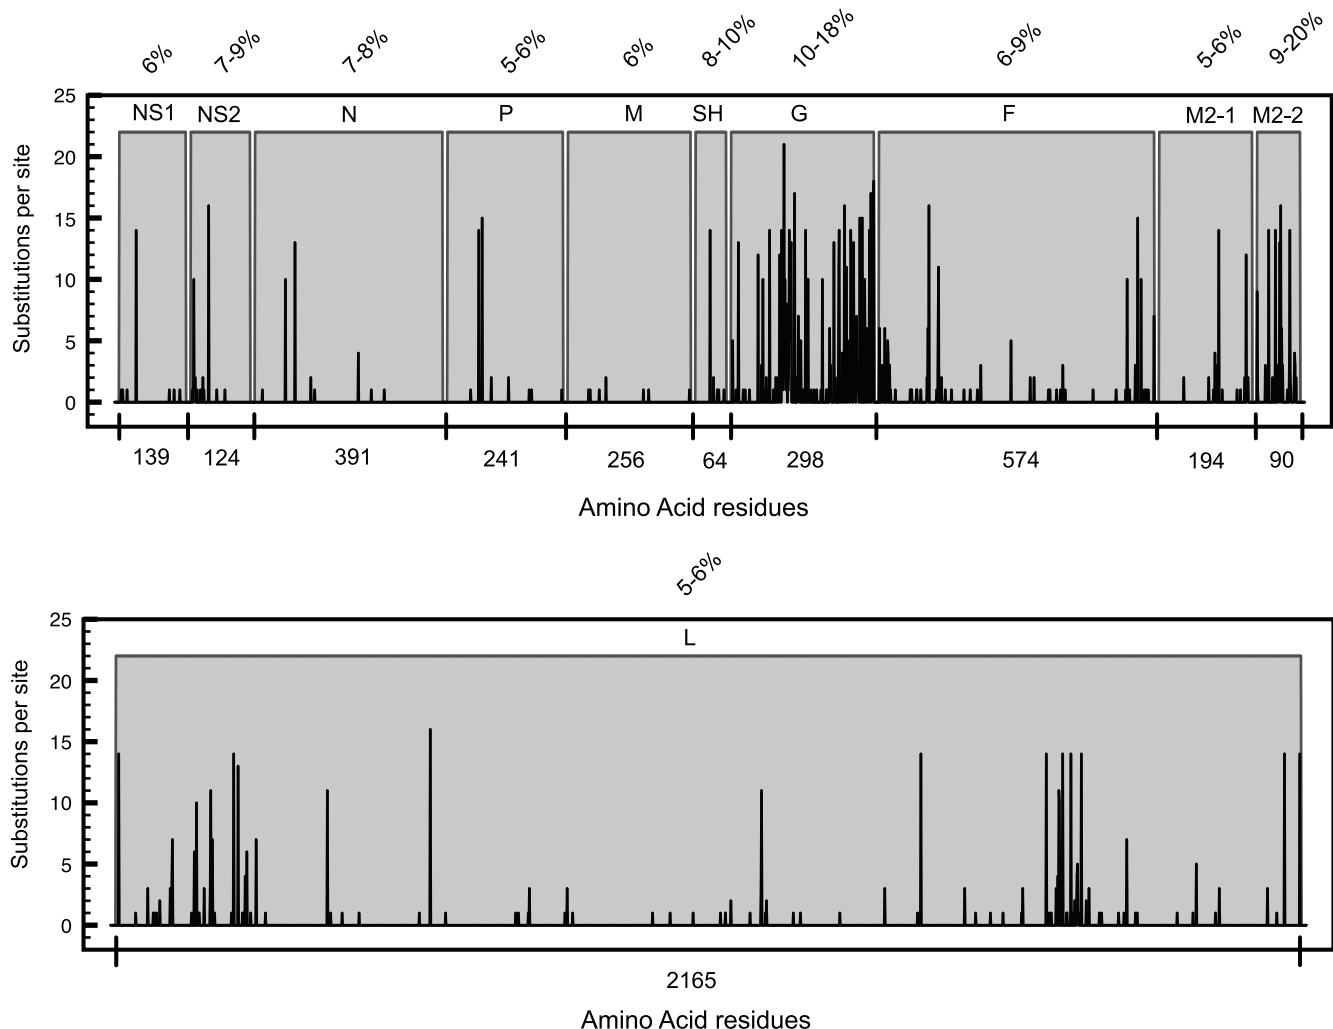 6% 7-9% 7-8% 5-6% 6% 8-10% 10-18% 6-9% 5-6% 9-20%
25
NS1 NS2 N P M SH G F M2-1 M2-2
20
15
10
5
0
Substitutions per site
139 124 391 241 256 64 298 574 194 90
Amino Acid residues
5-6%
25
L
20
15
10
5
0
Substitutions per site
2165
Amino Acid residues